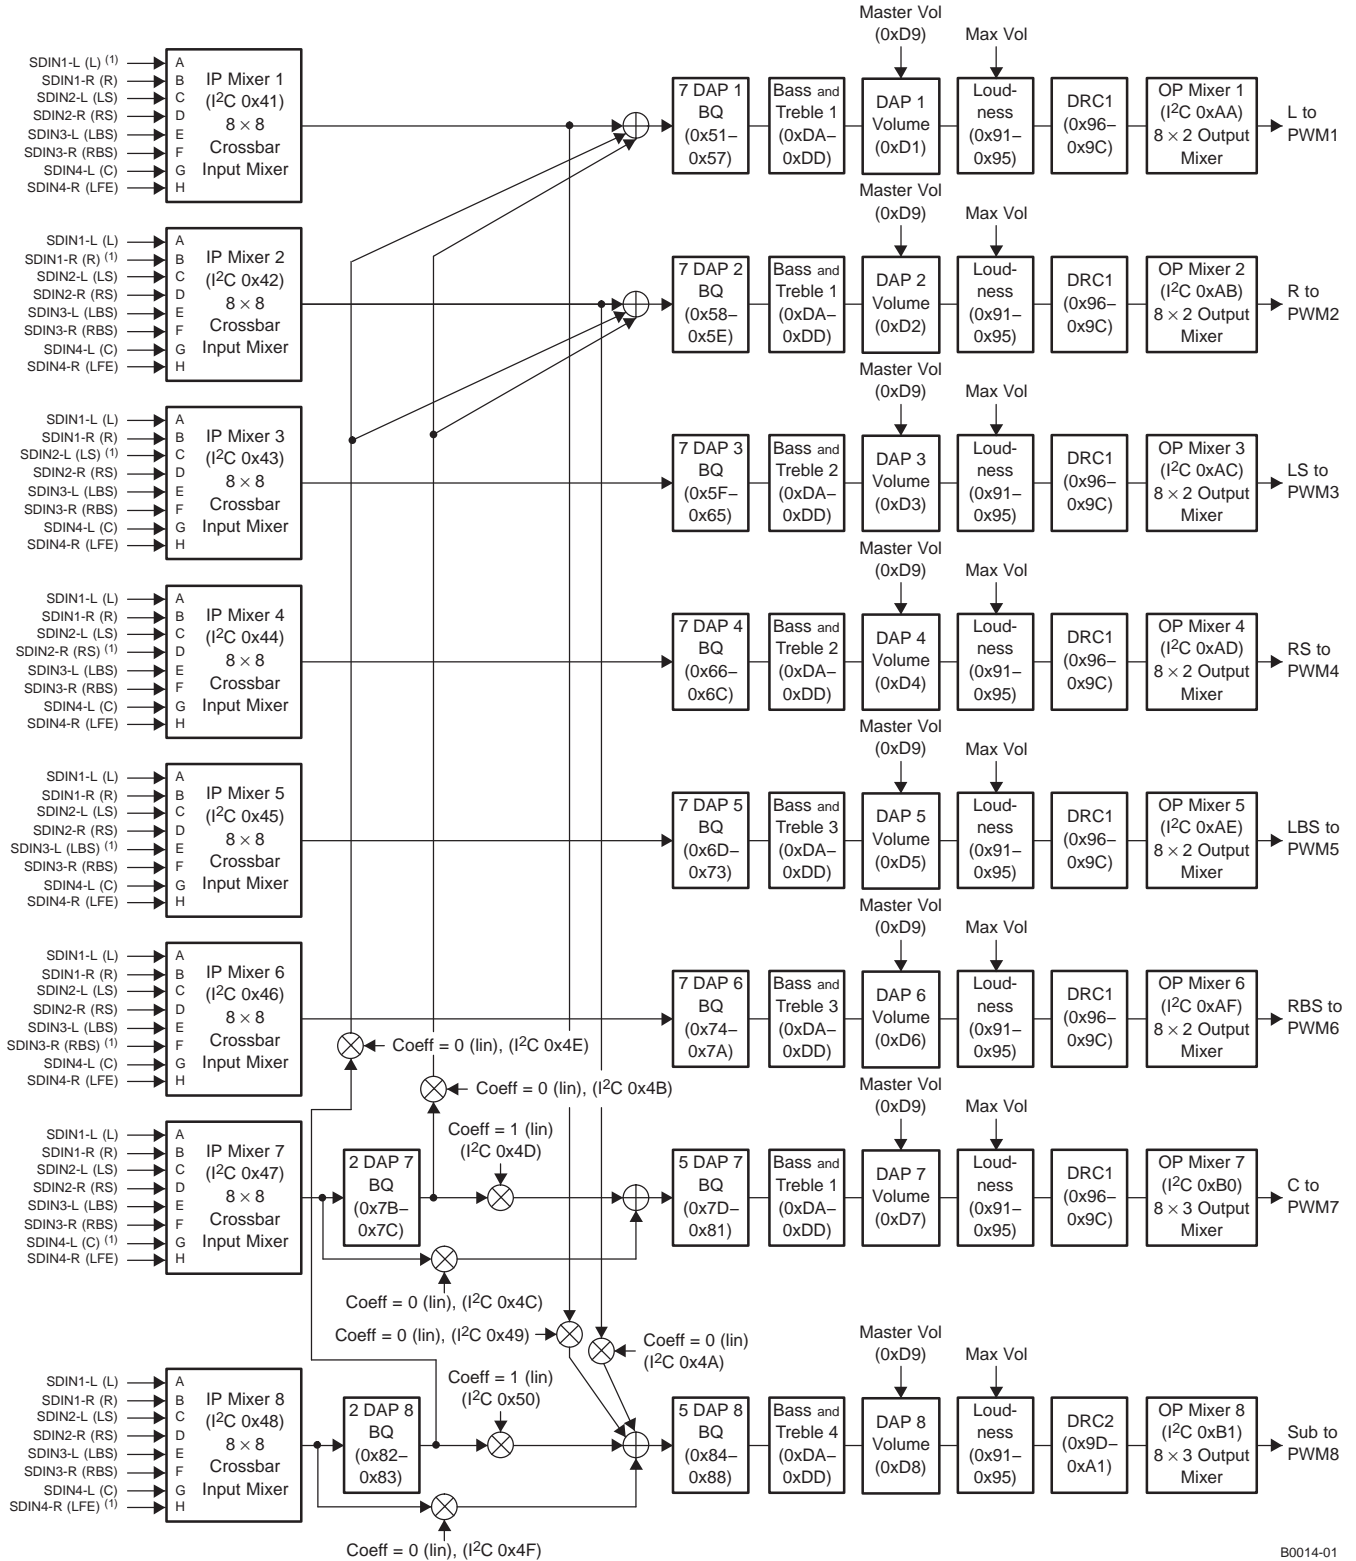 Master Vol
(0xD9)
Max Vol
SDIN1-L (L) (1)
SDIN1-R (R)
SDIN2-L (LS)
SDIN2-R (RS)
SDIN3-L (LBS)
SDIN3-R (RBS)
SDIN4-L (C)
SDIN4-R (LFE)
A
B
C
D
E
F
G
H
IP Mixer 1
(I2C 0x41)
8 × 8
Crossbar
Input Mixer
7 DAP 1
BQ
(0x51–
0x57)
Bass and
Treble 1
(0xDA–
0xDD)
DAP 1
Volume
(0xD1)
Loud-
ness
(0x91–
0x95)
DRC1
(0x96–
0x9C)
OP Mixer 1
(I2C 0xAA)
8 × 2 Output
Mixer
L to
PWM1
Master Vol
(0xD9)
Max Vol
SDIN1-L (L)
SDIN1-R (R) (1)
SDIN2-L (LS)
SDIN2-R (RS)
SDIN3-L (LBS)
SDIN3-R (RBS)
SDIN4-L (C)
SDIN4-R (LFE)
A
B
C
D
E
F
G
H
IP Mixer 2
(I2C 0x42)
8 × 8
Crossbar
Input Mixer
7 DAP 2
BQ
(0x58–
0x5E)
Bass and
Treble 1
(0xDA–
0xDD)
DAP 2
Volume
(0xD2)
Loud-
ness
(0x91–
0x95)
DRC1
(0x96–
0x9C)
OP Mixer 2
(I2C 0xAB)
8 × 2 Output
Mixer
R to
PWM2
Master Vol
(0xD9)
Max Vol
SDIN1-L (L)
SDIN1-R (R)
SDIN2-L (LS) (1)
SDIN2-R (RS)
SDIN3-L (LBS)
SDIN3-R (RBS)
SDIN4-L (C)
SDIN4-R (LFE)
A
B
C
D
E
F
G
H
IP Mixer 3
(I2C 0x43)
8 × 8
Crossbar
Input Mixer
7 DAP 3
BQ
(0x5F–
0x65)
Bass and
Treble 2
(0xDA–
0xDD)
DAP 3
Volume
(0xD3)
Loud-
ness
(0x91–
0x95)
DRC1
(0x96–
0x9C)
OP Mixer 3
(I2C 0xAC)
8 × 2 Output
Mixer
LS to
PWM3
Master Vol
(0xD9)
Max Vol
SDIN1-L (L)
SDIN1-R (R)
SDIN2-L (LS)
SDIN2-R (RS) (1)
SDIN3-L (LBS)
SDIN3-R (RBS)
SDIN4-L (C)
SDIN4-R (LFE)
A
B
C
D
E
F
G
H
IP Mixer 4
(I2C 0x44)
8 × 8
Crossbar
Input Mixer
7 DAP 4
BQ
(0x66–
0x6C)
Bass and
Treble 2
(0xDA–
0xDD)
DAP 4
Volume
(0xD4)
Loud-
ness
(0x91–
0x95)
DRC1
(0x96–
0x9C)
OP Mixer 4
(I2C 0xAD)
8 × 2 Output
Mixer
RS to
PWM4
Master Vol
(0xD9)
Max Vol
SDIN1-L (L)
SDIN1-R (R)
SDIN2-L (LS)
SDIN2-R (RS)
SDIN3-L (LBS) (1)
SDIN3-R (RBS)
SDIN4-L (C)
SDIN4-R (LFE)
A
B
C
D
E
F
G
H
IP Mixer 5
(I2C 0x45)
8 × 8
Crossbar
Input Mixer
7 DAP 5
BQ
(0x6D–
0x73)
Bass and
Treble 3
(0xDA–
0xDD)
DAP 5
Volume
(0xD5)
Loud-
ness
(0x91–
0x95)
DRC1
(0x96–
0x9C)
OP Mixer 5
(I2C 0xAE)
8 × 2 Output
Mixer
LBS to
PWM5
Master Vol
(0xD9)
Max Vol
SDIN1-L (L)
SDIN1-R (R)
SDIN2-L (LS)
SDIN2-R (RS)
SDIN3-L (LBS)
SDIN3-R (RBS) (1)
SDIN4-L (C)
SDIN4-R (LFE)
A
B
C
D
E
F
G
H
IP Mixer 6
(I2C 0x46)
8 × 8
Crossbar
Input Mixer
7 DAP 6
BQ
(0x74–
0x7A)
Bass and
Treble 3
(0xDA–
0xDD)
DAP 6
Volume
(0xD6)
Loud-
ness
(0x91–
0x95)
DRC1
(0x96–
0x9C)
OP Mixer 6
(I2C 0xAF)
8 × 2 Output
Mixer
RBS to
PWM6
Coeff = 0 (lin), (I2C 0x4E)
Coeff = 0 (lin), (I2C 0x4B)
Master Vol
(0xD9)
Max Vol
SDIN1-L (L)
SDIN1-R (R)
SDIN2-L (LS)
SDIN2-R (RS)
SDIN3-L (LBS)
SDIN3-R (RBS)
SDIN4-L (C) (1)
SDIN4-R (LFE)
A
B
C
D
E
F
G
H
IP Mixer 7
(I2C 0x47)
8 × 8
Crossbar
Input Mixer
2 DAP 7
BQ
(0x7B–
0x7C)
Coeff = 1 (lin)
(I2C 0x4D)
5 DAP 7
BQ
(0x7D–
0x81)
Bass and
Treble 1
(0xDA–
0xDD)
DAP 7
Volume
(0xD7)
Loud-
ness
(0x91–
0x95)
DRC1
(0x96–
0x9C)
OP Mixer 7
(I2C 0xB0)
8 × 3 Output
Mixer
C to
PWM7
Coeff = 0 (lin), (I2C 0x4C)
Coeff = 0 (lin), (I2C 0x49)
Coeff = 0 (lin)
(I2C 0x4A)
Master Vol
(0xD9)
Max Vol
SDIN1-L (L)
SDIN1-R (R)
SDIN2-L (LS)
SDIN2-R (RS)
SDIN3-L (LBS)
SDIN3-R (RBS)
SDIN4-L (C)
SDIN4-R (LFE) (1)
A
B
C
D
E
F
G
H
IP Mixer 8
(I2C 0x48)
8 × 8
Crossbar
Input Mixer
2 DAP 8
BQ
(0x82–
0x83)
Coeff = 1 (lin)
(I2C 0x50)
5 DAP 8
BQ
(0x84–
0x88)
Bass and
Treble 4
(0xDA–
0xDD)
DAP 8
Volume
(0xD8)
Loud-
ness
(0x91–
0x95)
DRC2
(0x9D–
0xA1)
OP Mixer 8
(I2C 0xB1)
8 × 3 Output
Mixer
Sub to
PWM8
Coeff = 0 (lin), (I2C 0x4F)
B0014-01